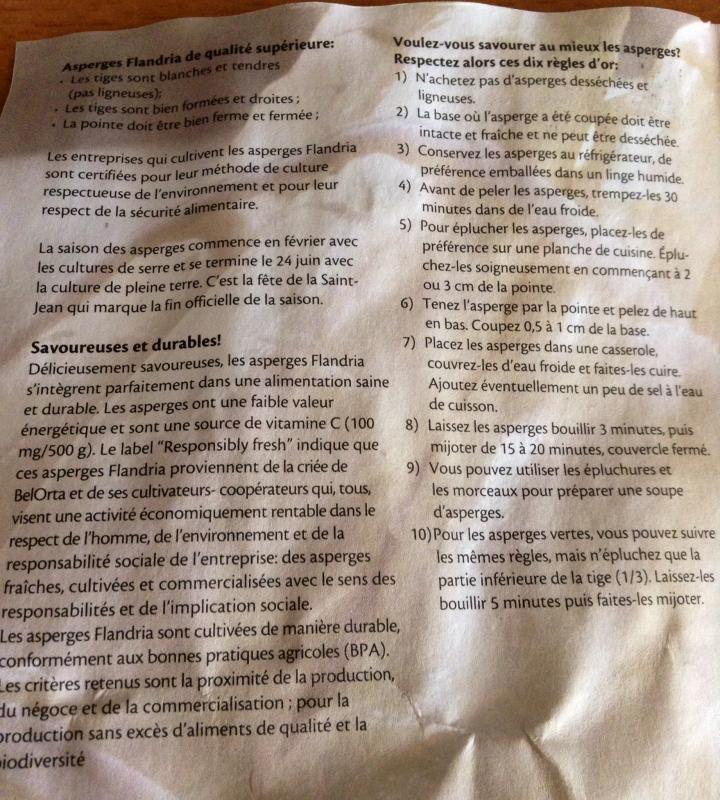 Asperges Flandria de qualité supérieure:
• Les tiges sont blanches et tendres
(pas ligneuses);
• Les tiges sont bien formées et droites ;
• La pointe doit être bien ferme et fermée ;
Les entreprises qui cultivent les asperges Flandria
sont certifiées pour leur méthode de culture
respectueuse de l'environnement et pour leur
respect de la sécurité alimentaire.
La saison des asperges commence en février avec
les cultures de serre et se termine le 24 juin avec
la culture de pleine terre. C'est la fête de la Saint-
Jean qui marque la fin officielle de la saison.
Savoureuses et durables!
Délicieusement savoureuses, les asperges Flandria
s'intègrent parfaitement dans une alimentation saine
et durable. Les asperges ont une faible valeur
énergétique et sont une source de vitamine C (100
mg/500 g). Le label "Responsibly fresh" indique que
ces asperges Flandria proviennent de la criée de
BelOrta et de ses cultivateurs- coopérateurs qui, tous,
visent une activité économiquement rentable dans le
respect de l'homme, de l'environnement et de la
responsabilité sociale de l'entreprise: des asperges
fraîches, cultivées et commercialisées avec le sens des
responsabilités et de l'implication sociale.
Les asperges Flandria sont cultivées de manière durable,
conformément aux bonnes pratiques agricoles (BPA).
Les critères retenus sont la proximité de la production,
du négoce et de la commercialisation ; pour la
production sans excès d'aliments de qualité et la
biodiversité
Voulez-vous savourer au mieux les asperges?
Respectez alors ces dix règles d'or:
1) N'achetez pas d'asperges desséchées et
ligneuses.
2) La base où l'asperge a été coupée doit être
intacte et fraîche et ne peut être desséchée.
3) Conservez les asperges au réfrigérateur, de
préférence emballées dans un linge humide.
4) Avant de peler les asperges, trempez-les 30
minutes dans de l'eau froide.
5) Pour éplucher les asperges, placez-les de
préférence sur une planche de cuisine. Éplu-
chez-les soigneusement en commençant à 2
ou 3 cm de la pointe.
6) Tenez l'asperge par la pointe et pelez de haut
en bas. Coupez 0,5 à 1 cm de la base.
7) Placez les asperges dans une casserole,
couvrez-les d'eau froide et faites-les cuire.
Ajoutez éventuellement un peu de sel à l'eau
de cuisson.
8) Laissez les asperges bouillir 3 minutes, puis
mijoter de 15 à 20 minutes, couvercle fermé.
9) Vous pouvez utiliser les épluchures et
les morceaux pour préparer une soupe
d'asperges.
10)Pour les asperges vertes, vous pouvez suivre
les mêmes règles, mais n'épluchez que la
partie inférieure de la tige (1/3). Laissez-les
bouillir 5 minutes puis faites-les mijoter.